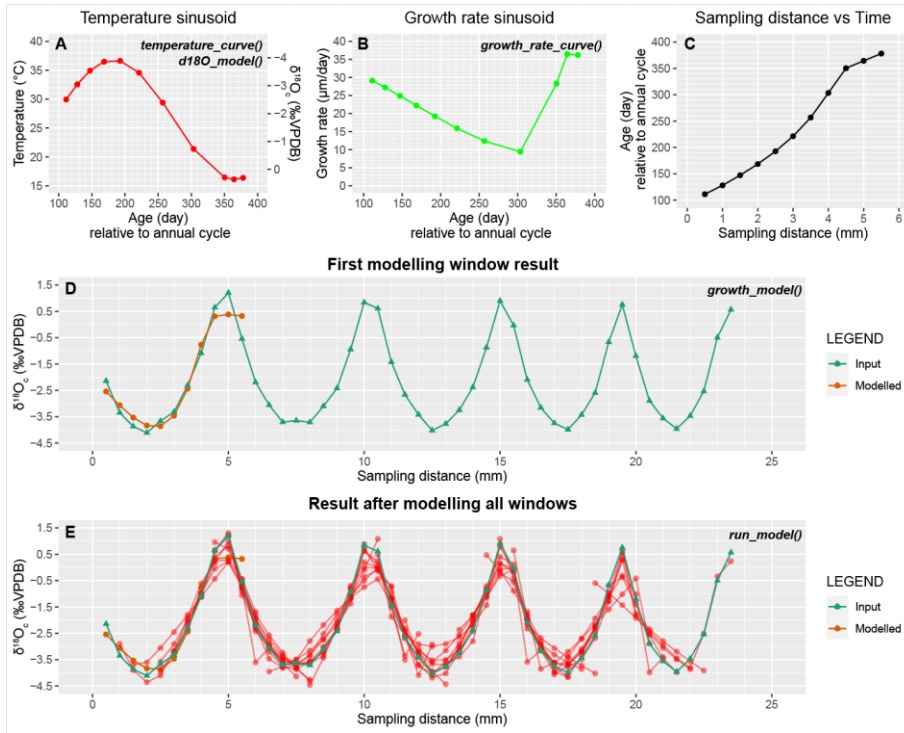 Temperature sinusoid
Growth rate sinusoid
Sampling distance vs Time
A
temperature_curve()
d18O_model()
40
35
30
25
20
15
Temperature (°C)
−4
−3
−2
−1
0
δ¹⁸O_c (‰VPDB)
100 150 200 250 300 350 400
Age (day)
relative to annual cycle
B
growth_rate_curve()
40
35
30
25
20
15
10
5
0
Growth rate (µm/day)
100 150 200 250 300 350 400
Age (day)
relative to annual cycle
C
400
350
300
250
200
150
100
Age (day)
relative to annual cycle
0 1 2 3 4 5 6
Sampling distance (mm)
First modelling window result
D
growth_model()
1.5
0.5
−0.5
−1.5
−2.5
−3.5
−4.5
δ¹⁸O_c (‰VPDB)
0 5 10 15 20 25
Sampling distance (mm)
LEGEND
Input
Modelled
Result after modelling all windows
E
run_model()
1.5
0.5
−0.5
−1.5
−2.5
−3.5
−4.5
δ¹⁸O_c (‰VPDB)
0 5 10 15 20 25
Sampling distance (mm)
LEGEND
Input
Modelled